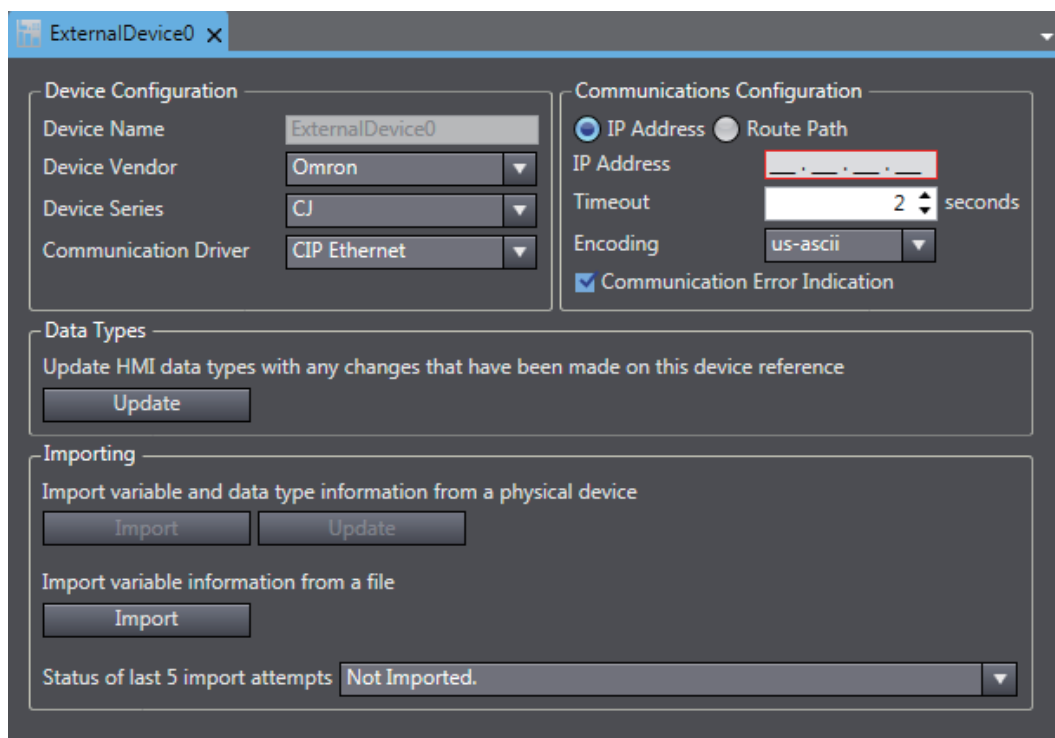 ExternalDevice0
Device Configuration
Device Name ExternalDevice0
Device Vendor Omron
Device Series CJ
Communication Driver CIP Ethernet
Communications Configuration
IP Address Route Path
IP Address __.__.__.__
Timeout 2 seconds
Encoding us-ascii
Communication Error Indication
Data Types
Update HMI data types with any changes that have been made on this device reference
Update
Importing
Import variable and data type information from a physical device
Import Update
Import variable information from a file
Import
Status of last 5 import attempts Not Imported.